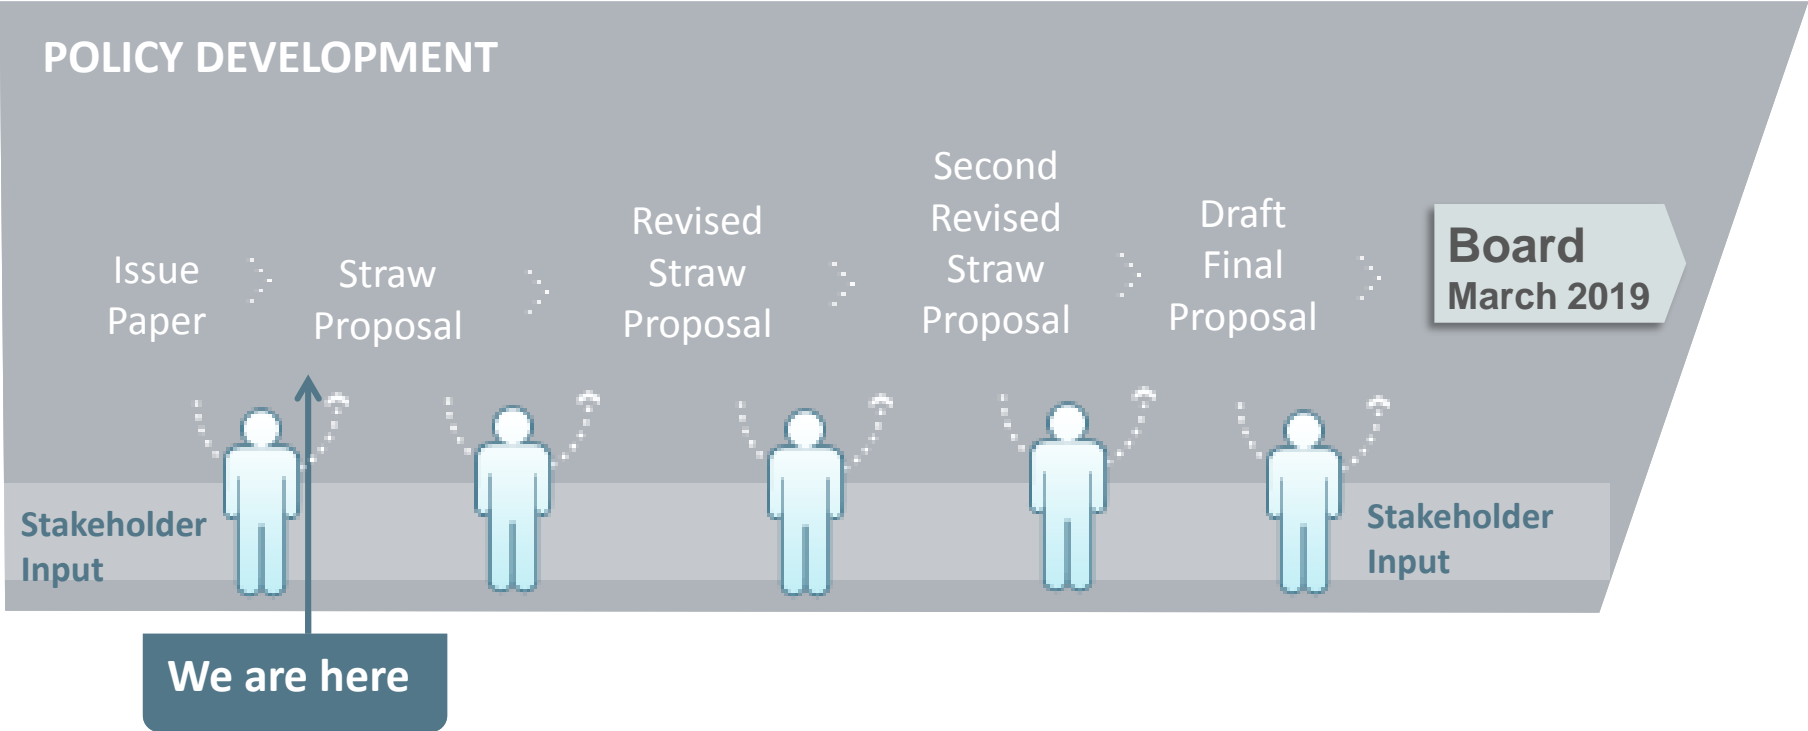 POLICY DEVELOPMENT
Issue
Paper
Straw
Proposal
Revised
Straw
Proposal
Second
Revised
Straw
Proposal
Draft
Final
Proposal
Board
March 2019
Stakeholder
Input
Stakeholder
Input
We are here